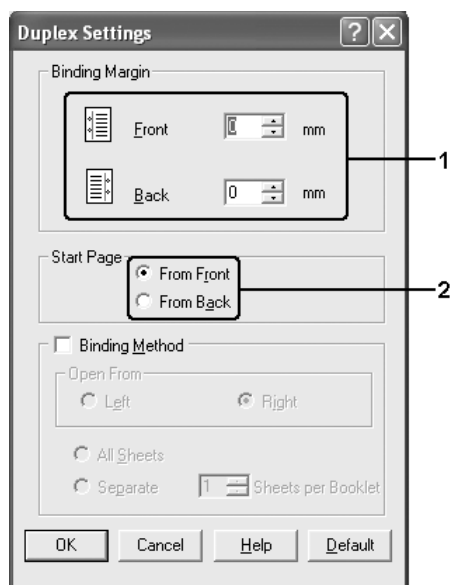 Duplex Settings
Binding Margin
Front 0 mm
1
Back 0 mm
Start Page
From Front
2
From Back
Binding Method
Open From
Left Right
All Sheets
Separate 1 Sheets per Booklet
OK Cancel Help Default